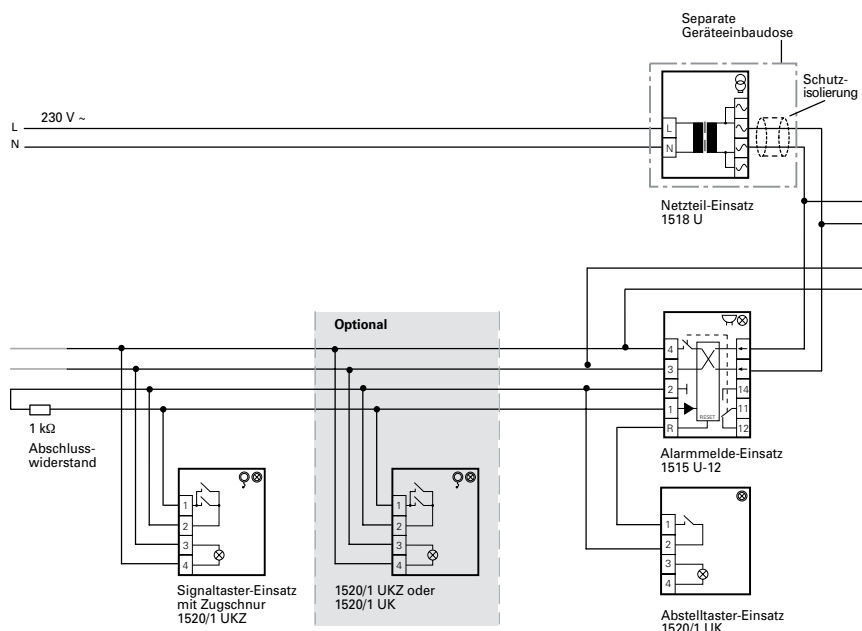 Separate
Geräteeinbaudose
Schutz-
isolierung
230 V ~
L
N
L
N
Netzteil-Einsatz
1518 U
Optional
4
3
2
1
R
14
11
12
RESET
1 kΩ
Abschluss-
widerstand
Alarmmelde-Einsatz
1515 U-12
1
2
3
4
1
2
3
4
1
2
3
4
Signaltaster-Einsatz
mit Zugschnur
1520/1 UKZ
1520/1 UKZ oder
1520/1 UK
Abstelltaster-Einsatz
1520/1 UK